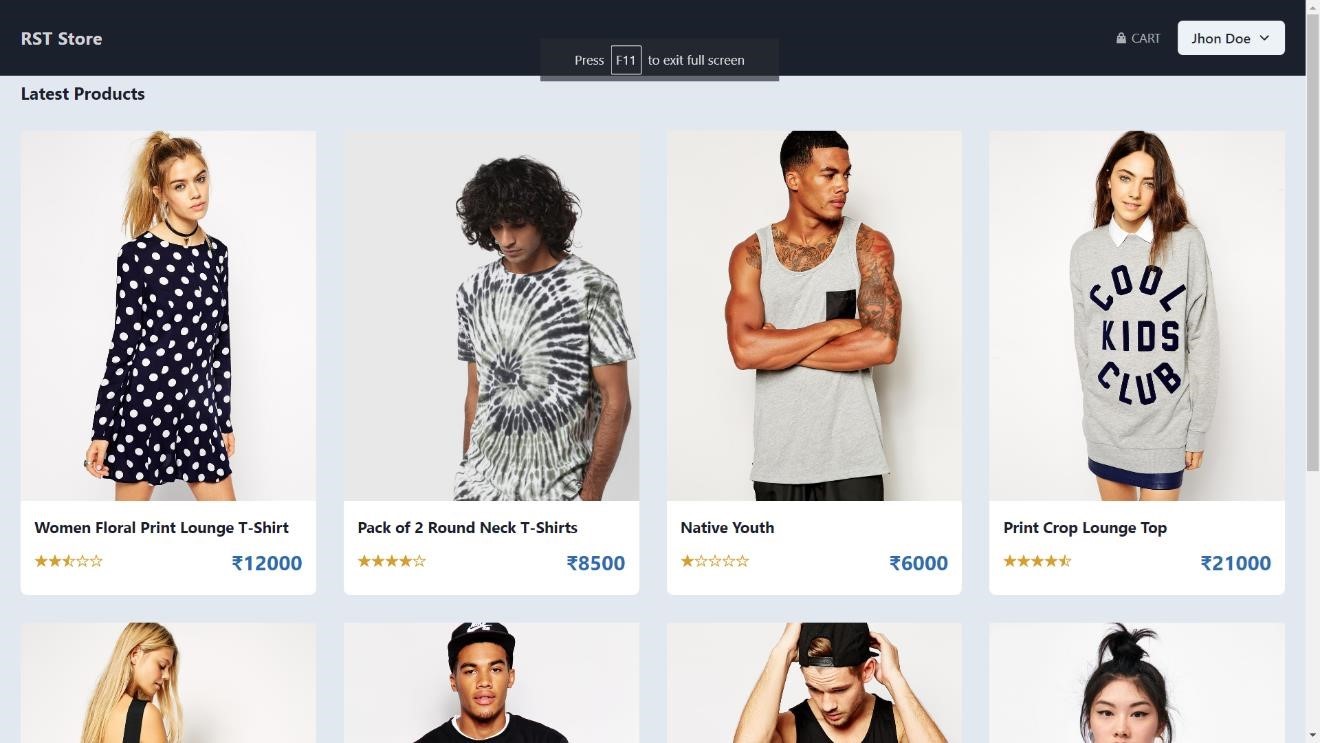 RST Store
CART
Jhon Doe
Press F11 to exit full screen
Latest Products
COOL
KIDS
CLUB
Women Floral Print Lounge T-Shirt
₹12000
Pack of 2 Round Neck T-Shirts
₹8500
Native Youth
₹6000
Print Crop Lounge Top
₹21000